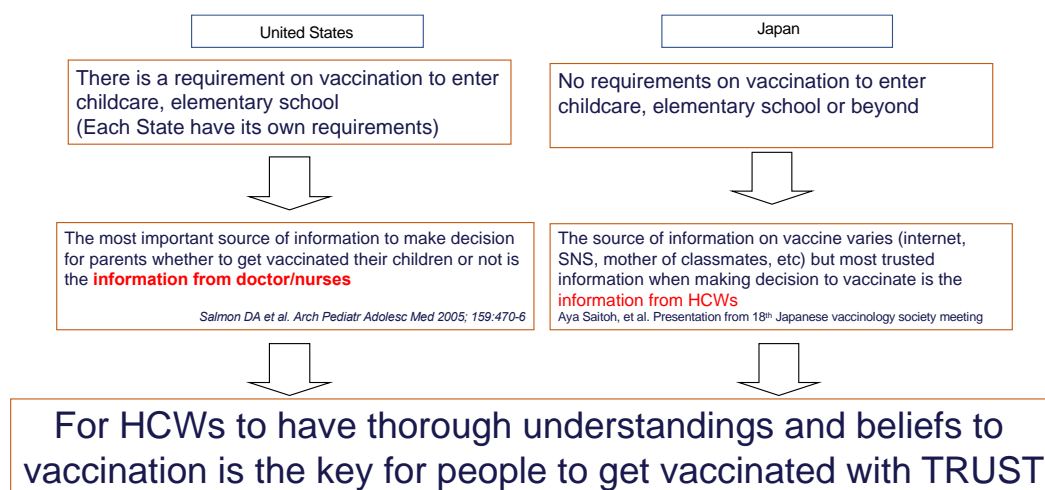 United States
There is a requirement on vaccination to enter
childcare, elementary school
(Each State have its own requirements)
The most important source of information to make decision
for parents whether to get vaccinated their children or not is
the information from doctor/nurses
Salmon DA et al. Arch Pediatr Adolesc Med 2005; 159:470-6
Japan
No requirements on vaccination to enter
childcare, elementary school or beyond
The source of information on vaccine varies (internet,
SNS, mother of classmates, etc) but most trusted
information when making decision to vaccinate is the
information from HCWs
Aya Saitoh, et al. Presentation from 18th Japanese vaccinology society meeting
For HCWs to have thorough understandings and beliefs to
vaccination is the key for people to get vaccinated with TRUST